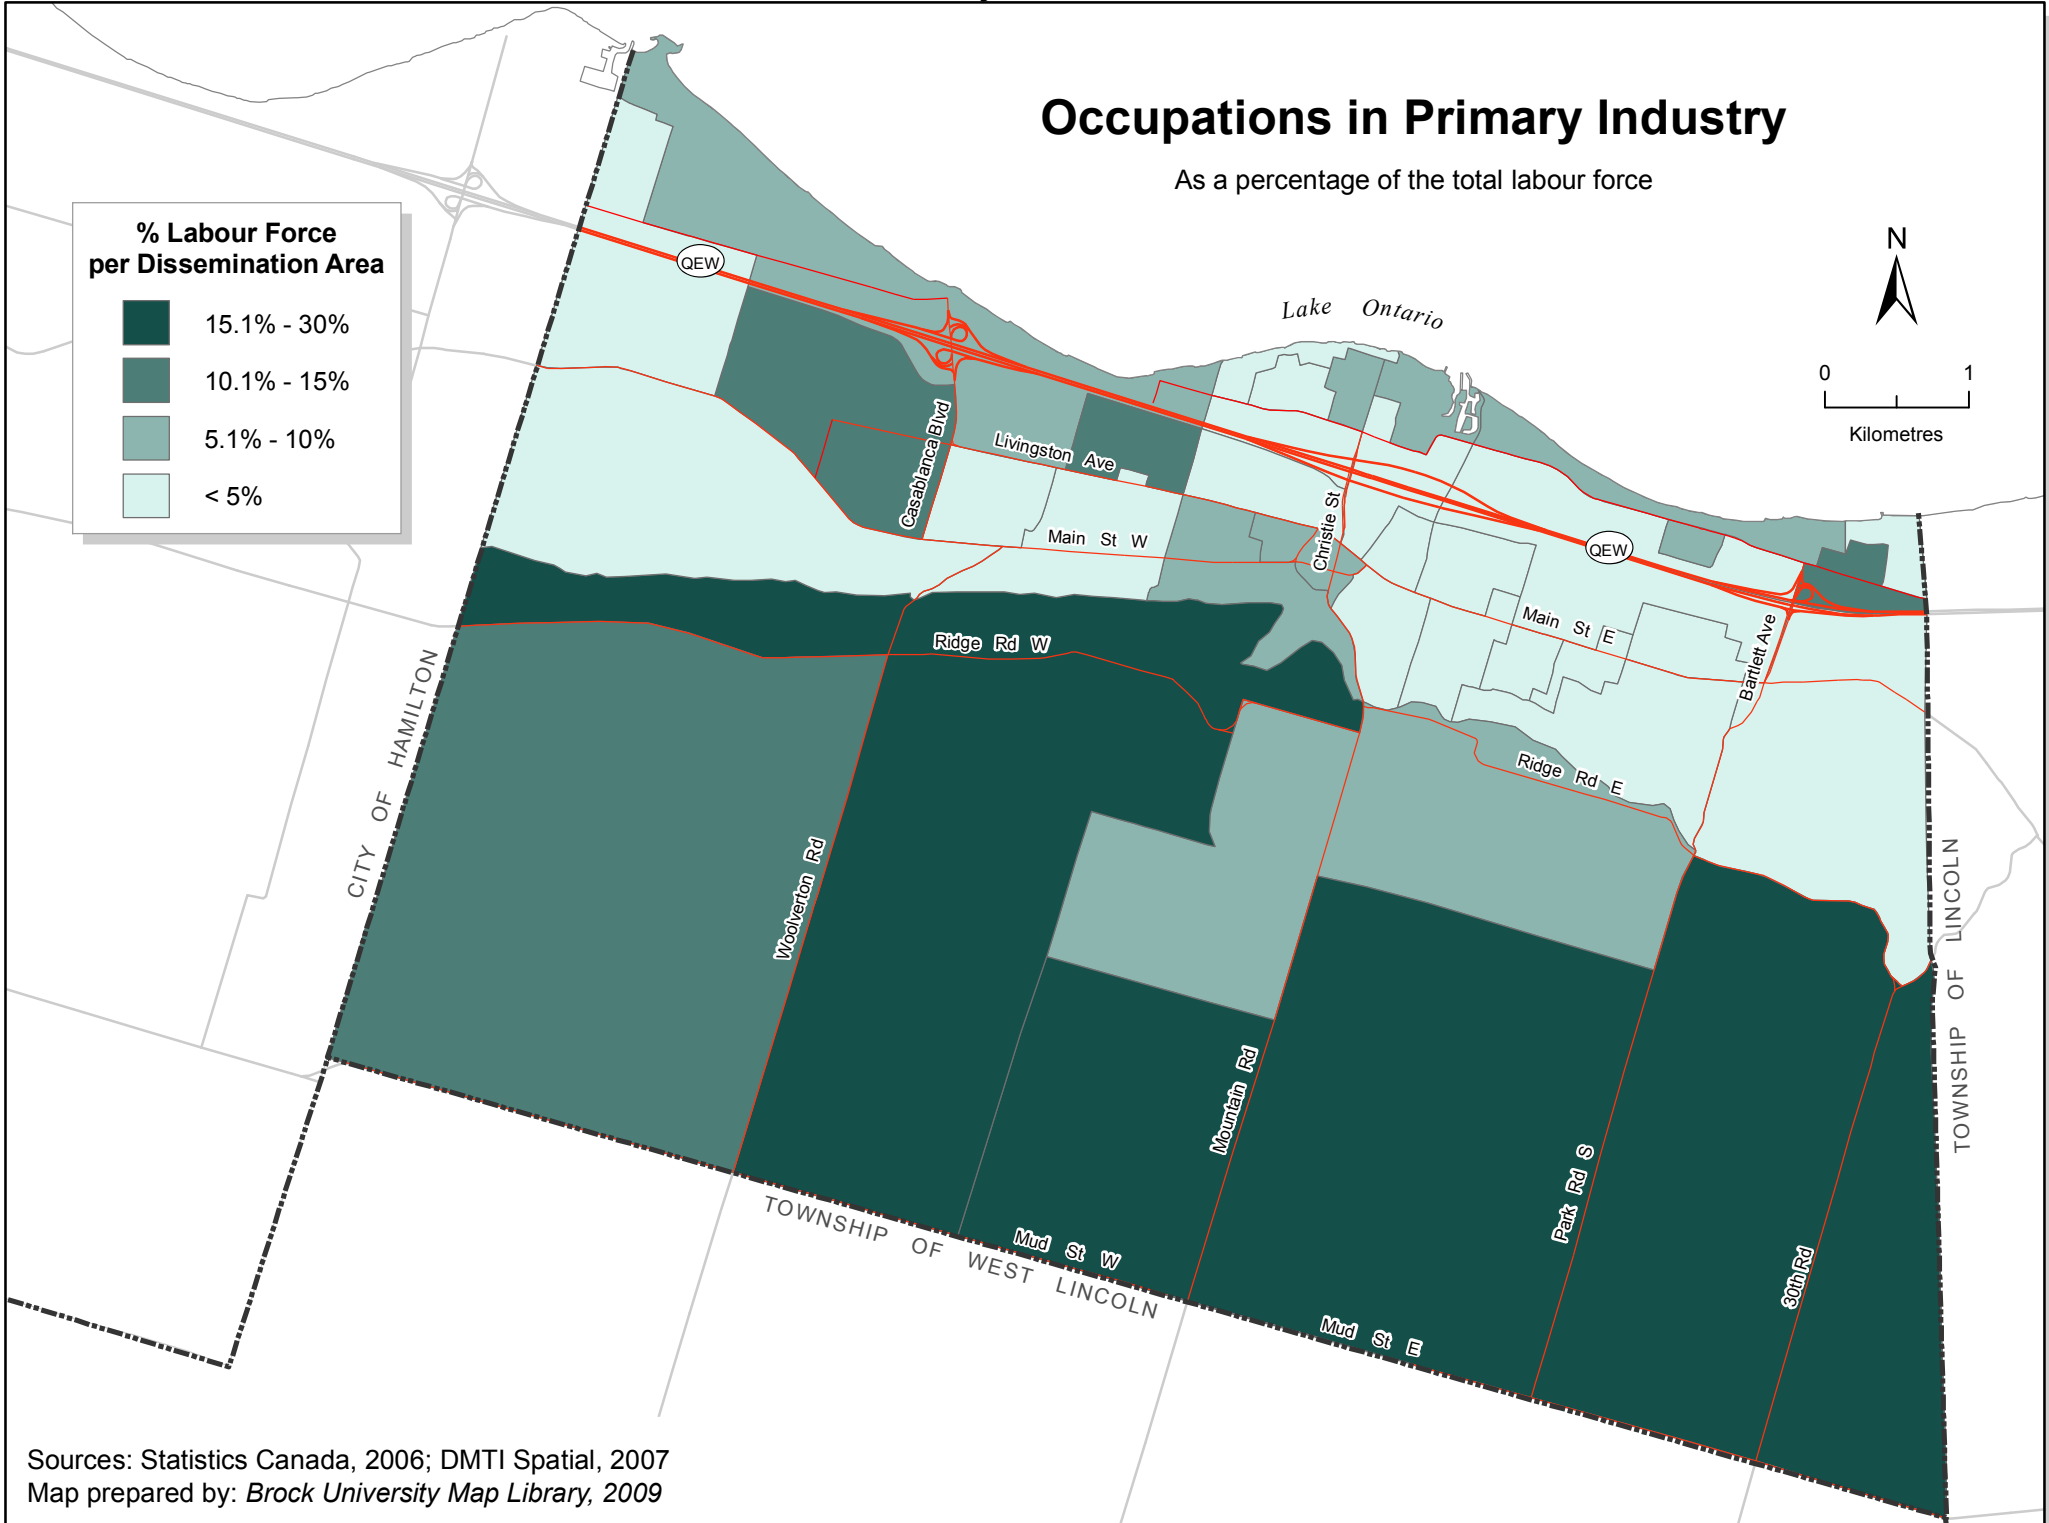 Occupations in Primary Industry
As a percentage of the total labour force
% Labour Force
per Dissemination Area
15.1% - 30%
10.1% - 15%
5.1% - 10%
< 5%
N
0 1
Kilometres
Lake Ontario
QEW
QEW
Casablanca Blvd
Livingston Ave
Main St W
Christie St
Main St E
Bartlett Ave
Ridge Rd W
Ridge Rd E
CITY OF HAMILTON
Woolverton Rd
Mountain Rd
Park Rd S
30th Rd
TOWNSHIP OF LINCOLN
Mud St W
TOWNSHIP OF WEST LINCOLN
Mud St E
Sources: Statistics Canada, 2006; DMTI Spatial, 2007
Map prepared by: Brock University Map Library, 2009